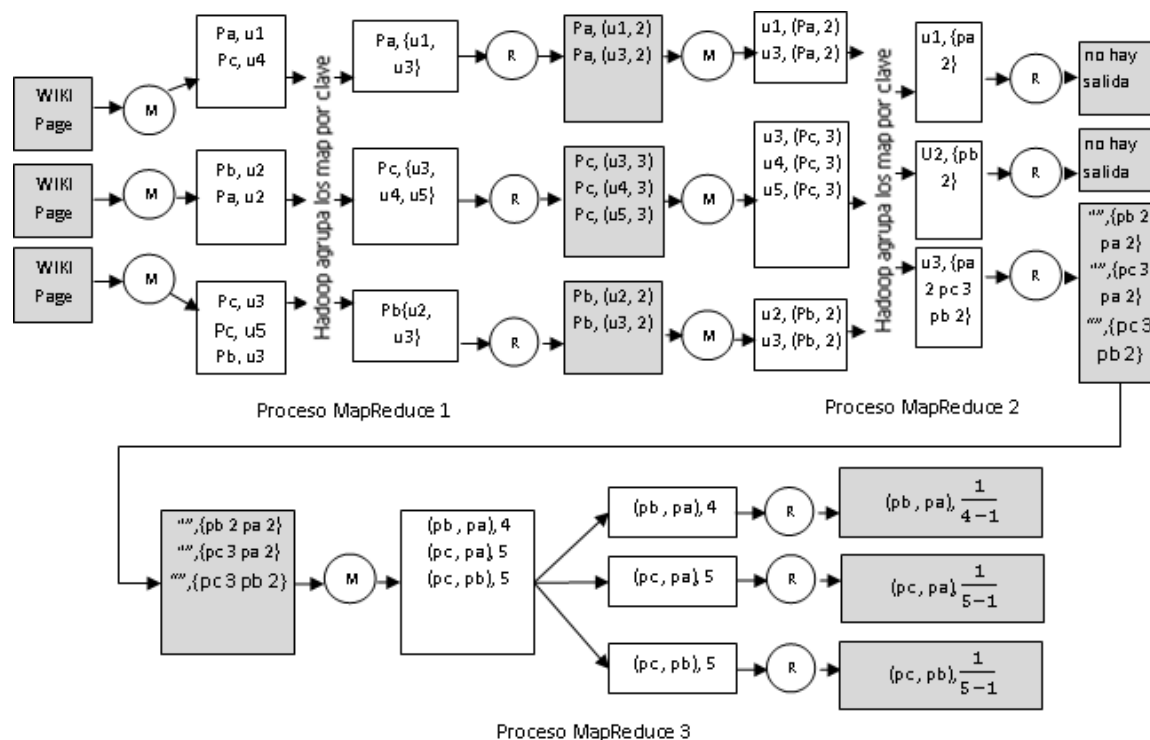 WIKI
Page
M
Pa, u1
Pc, u4
Pa, {u1,
u3}
R
Pa, (u1, 2)
Pa, (u3, 2)
M
u1, (Pa, 2)
u3, (Pa, 2)
u1, {pa
2}
R
no hay
salida
WIKI
Page
M
Pb, u2
Pa, u2
Hadoop agrupa los map por clave
Pc, {u3,
u4, u5}
R
Pc, (u3, 3)
Pc, (u4, 3)
Pc, (u5, 3)
M
u3, (Pc, 3)
u4, (Pc, 3)
u5, (Pc, 3)
Hadoop agrupa los map por clave
U2, {pb
2}
R
no hay
salida
WIKI
Page
M
Pc, u3
Pc, u5
Pb, u3
Pb{u2,
u3}
R
Pb, (u2, 2)
Pb, (u3, 2)
M
u2, (Pb, 2)
u3, (Pb, 2)
u3, {pa
2 pc 3
pb 2}
R
“”,{pb 2
pa 2}
“”,{pc 3
pa 2}
“”,{pc 3
pb 2}
Proceso MapReduce 1
Proceso MapReduce 2
“”,{pb 2 pa 2}
“”,{pc 3 pa 2}
“”,{pc 3 pb 2}
M
(pb, pa), 4
(pc, pa), 5
(pc, pb), 5
(pb, pa), 4
R
(pb, pa), 1/(4-1)
(pc, pa), 5
R
(pc, pa), 1/(5-1)
(pc, pb), 5
R
(pc, pb), 1/(5-1)
Proceso MapReduce 3